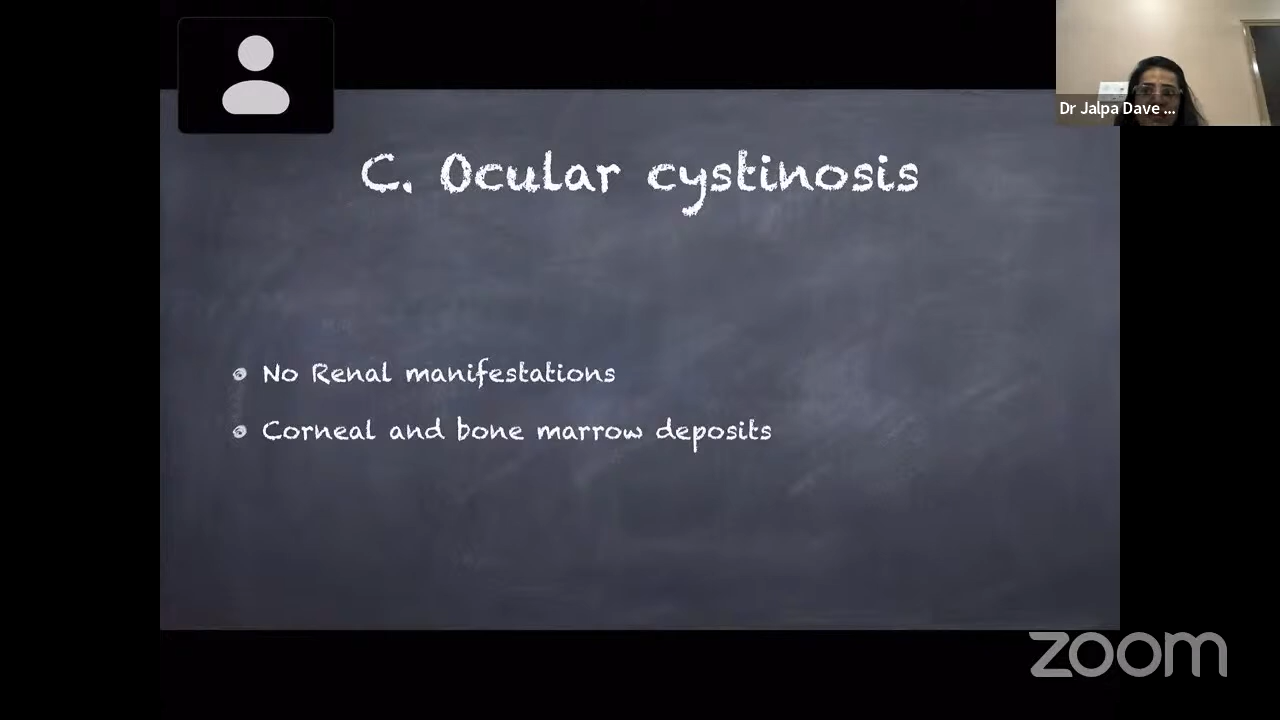 Dr Jalpa Dave ...
C. Ocular cystinosis
No Renal manifestations
Corneal and bone marrow deposits
zoom